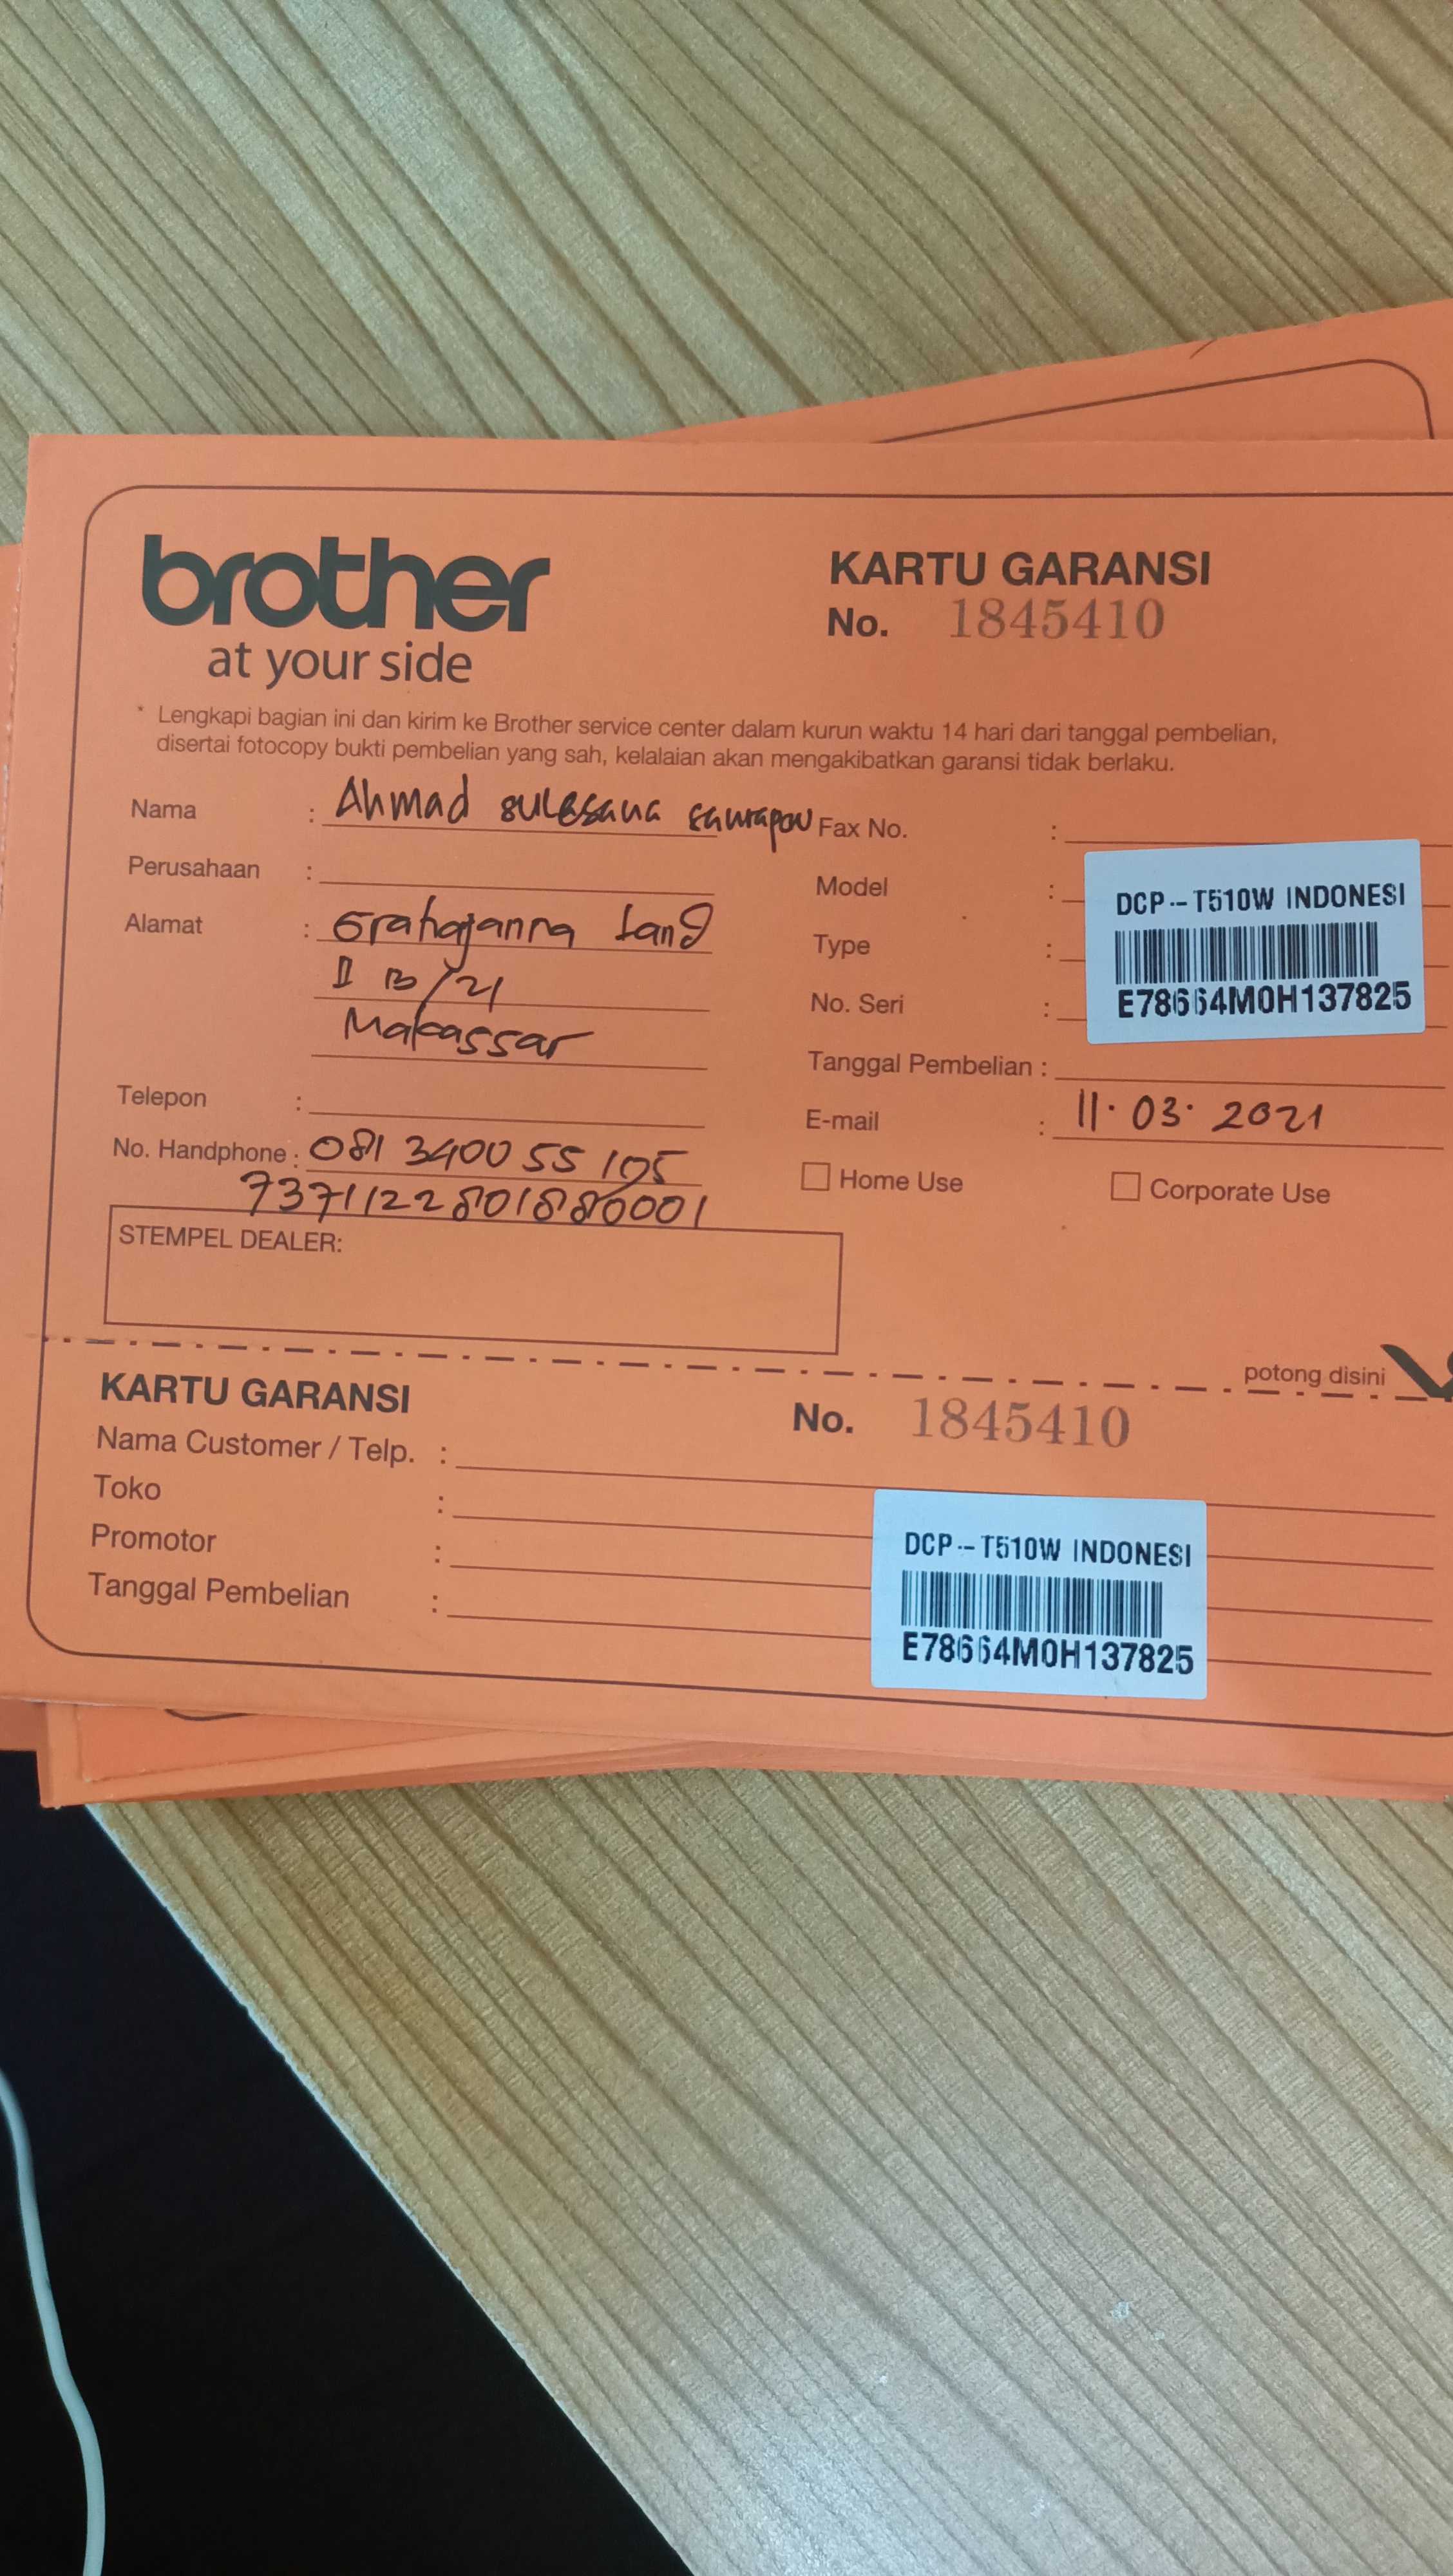 brother
at your side
KARTU GARANSI
No. 1845410
* Lengkapi bagian ini dan kirim ke Brother service center dalam kurun waktu 14 hari dari tanggal pembelian,
disertai fotocopy bukti pembelian yang sah, kelalaian akan mengakibatkan garansi tidak berlaku.
Nama : Ahmad
Perusahaan :
Alamat :
II B/21
Makassar
Telepon :
No. Handphone : 081 3400 55 105
7371122801880001
Fax No. :
Model :
Type :
No. Seri :
DCP-T510W INDONESI
E78664M0H137825
Tanggal Pembelian :
E-mail : 11.03.2021
Home Use
Corporate Use
STEMPEL DEALER:
potong disini
KARTU GARANSI
No. 1845410
Nama Customer / Telp. :
Toko :
Promotor :
Tanggal Pembelian :
DCP-T510W INDONESI
E78664M0H137825